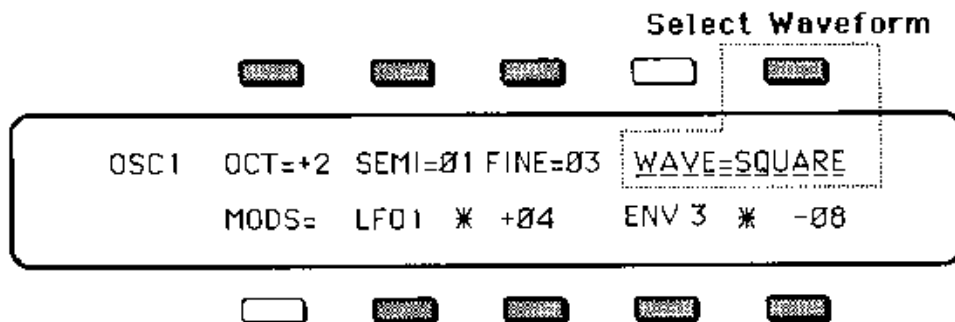 Select Waveform
OSC1 OCT=+2 SEMI=01 FINE=03 WAVE=SQUARE
MODS= LFO1 * +04 ENV 3 * -08